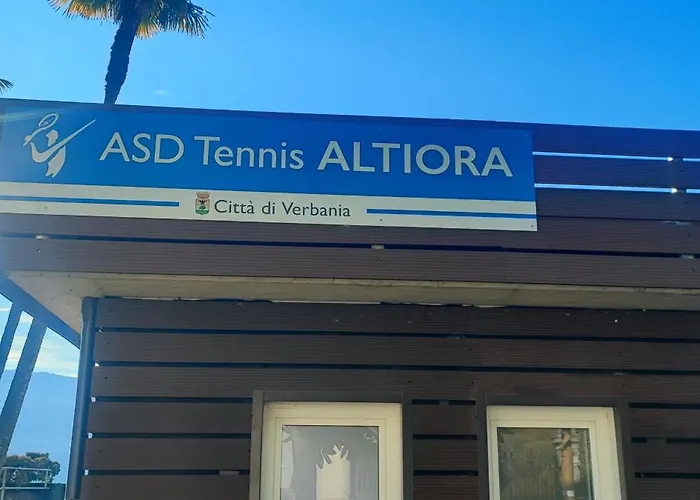 ASD Tennis ALTIORA
Città di Verbania